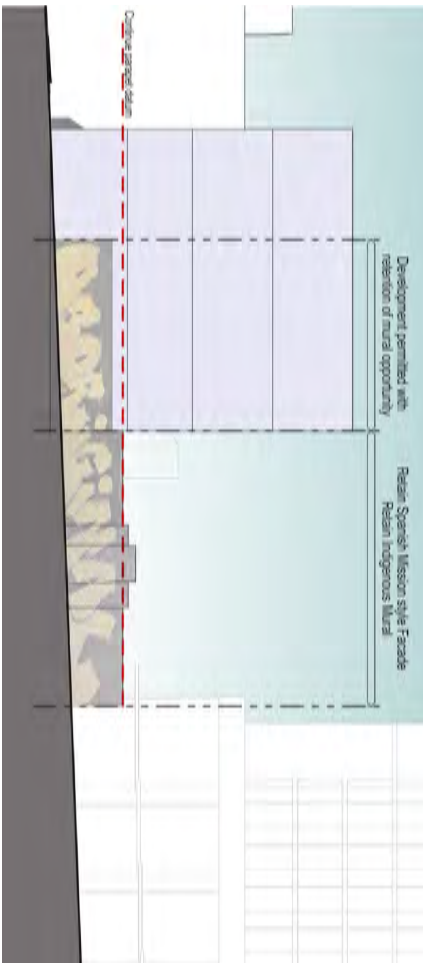 Continue parapet datum
Development permitted with
retention of mural opportunity
Retain Spanish Mission style Facade
Retain Indigenous Mural